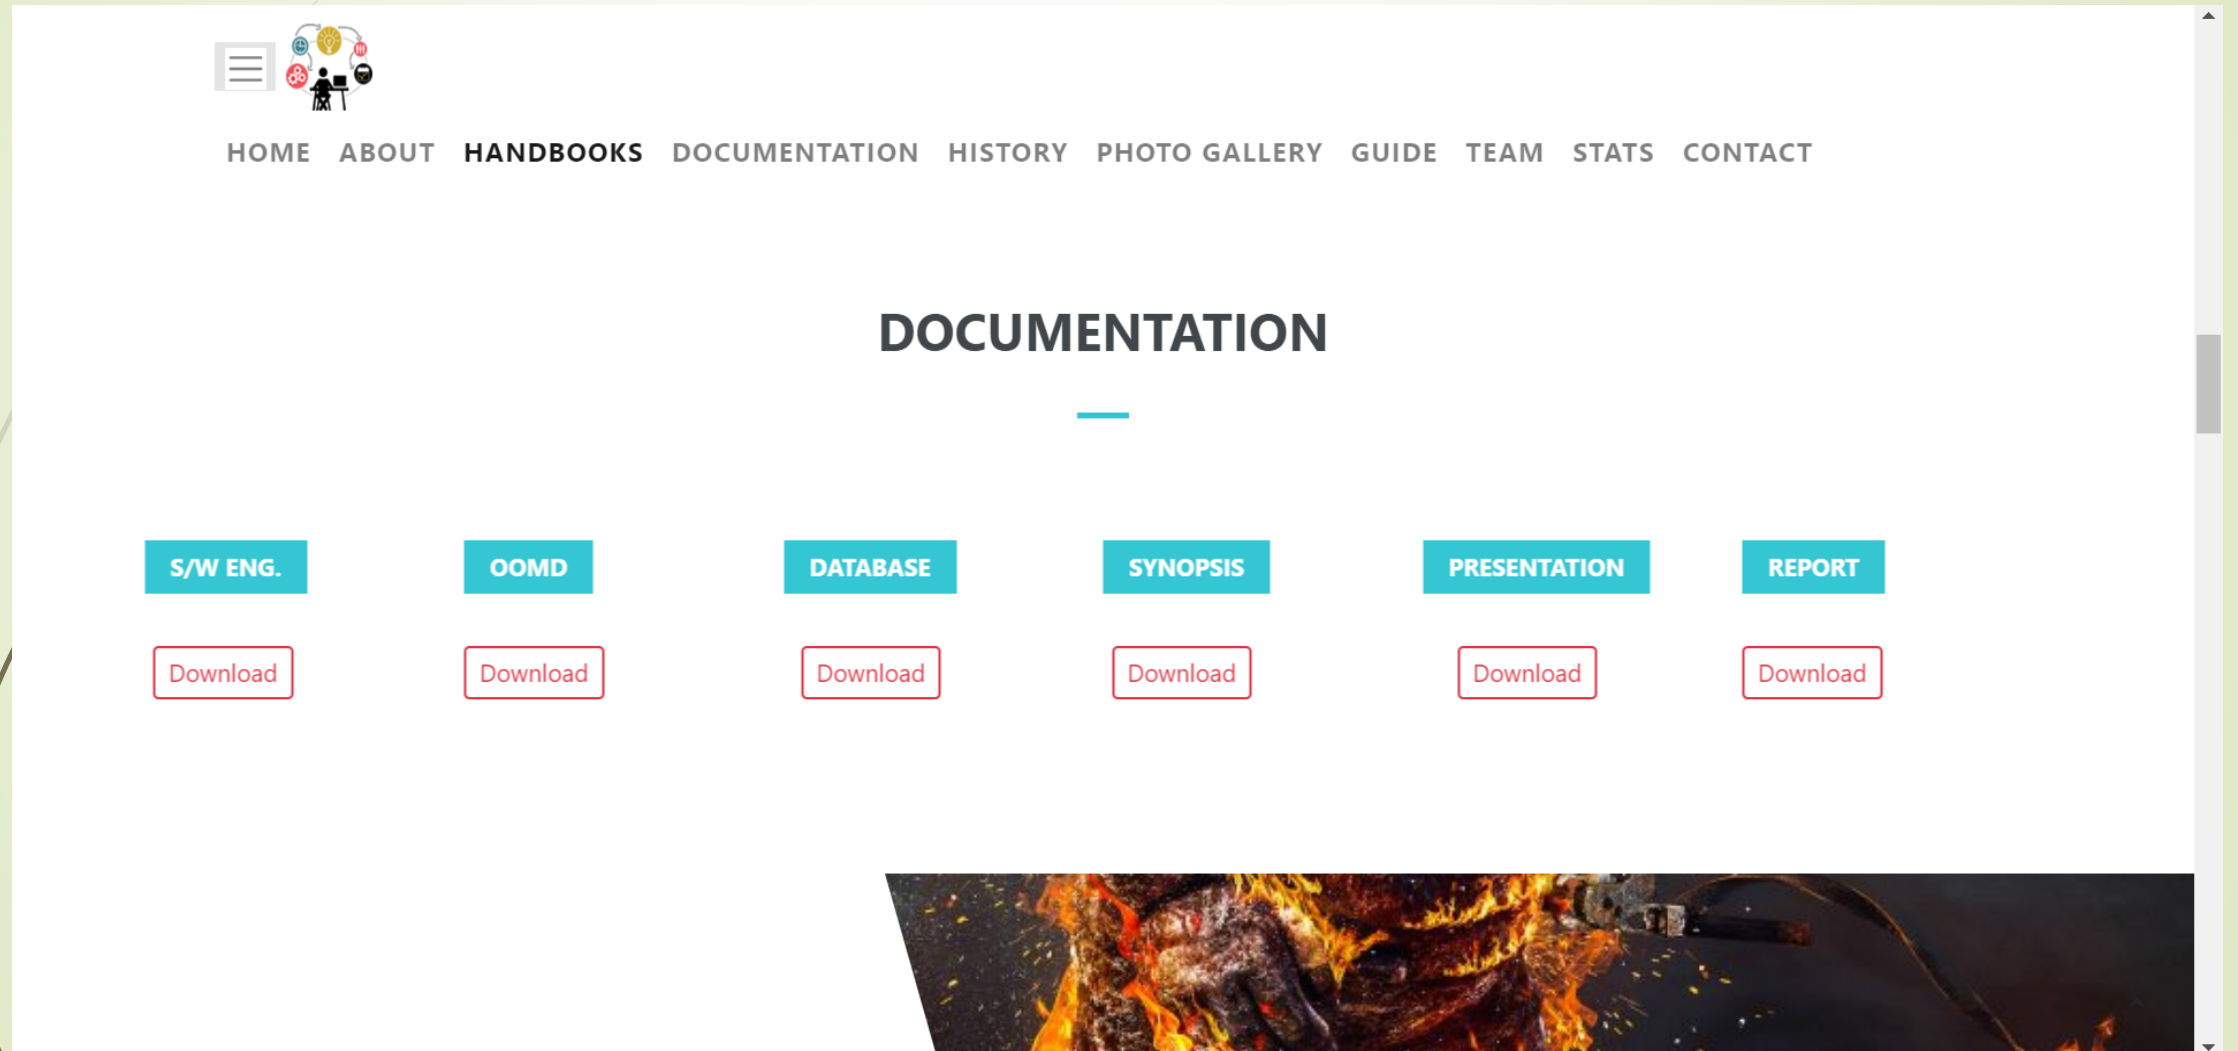 HOME ABOUT HANDBOOKS DOCUMENTATION HISTORY PHOTO GALLERY GUIDE TEAM STATS CONTACT
DOCUMENTATION
S/W ENG. OOMD DATABASE SYNOPSIS PRESENTATION REPORT
Download Download Download Download Download Download